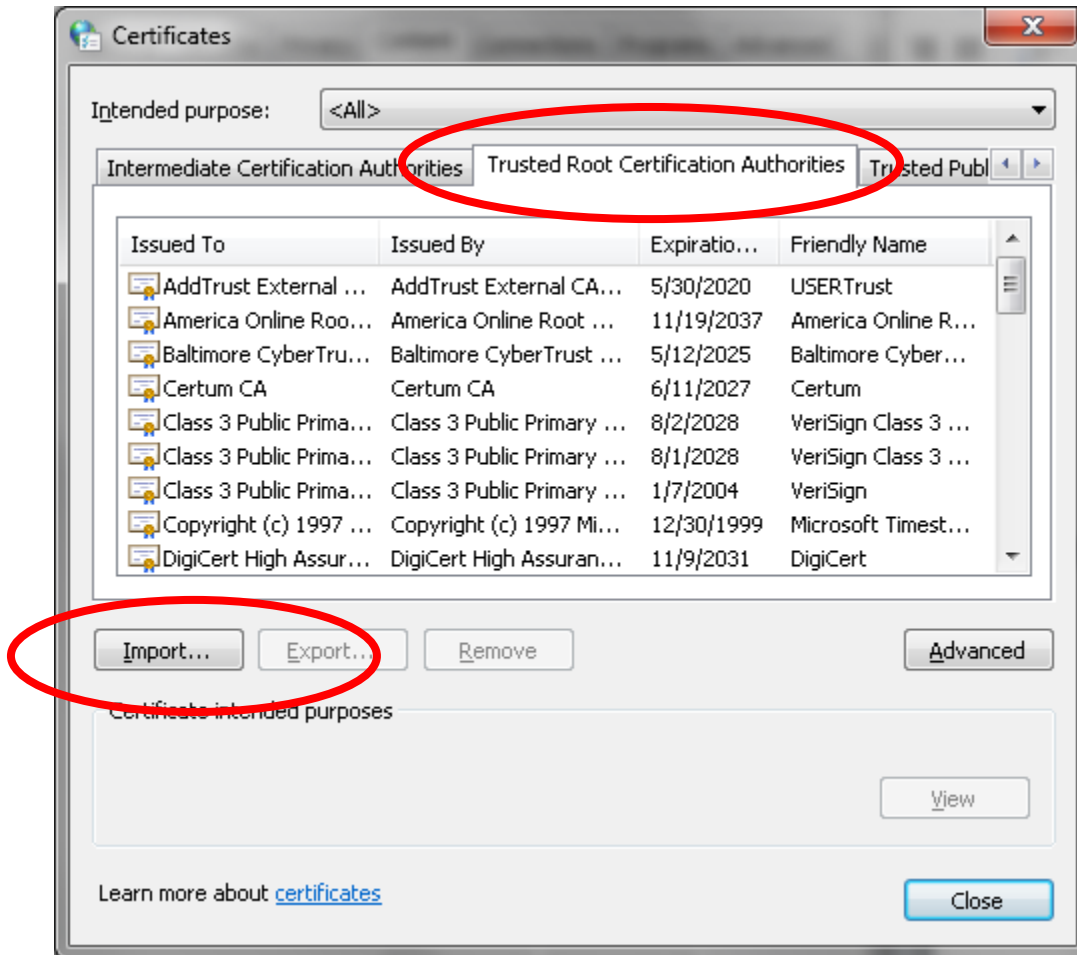 Certificates
Intended purpose: <All>
Intermediate Certification Authorities Trusted Root Certification Authorities Trusted Publ
Issued To Issued By Expiratio... Friendly Name
AddTrust External ... AddTrust External CA... 5/30/2020 USERTrust
America Online Roo... America Online Root ... 11/19/2037 America Online R...
Baltimore CyberTru... Baltimore CyberTrust ... 5/12/2025 Baltimore Cyber...
Certum CA Certum CA 6/11/2027 Certum
Class 3 Public Prima... Class 3 Public Primary ... 8/2/2028 VeriSign Class 3 ...
Class 3 Public Prima... Class 3 Public Primary ... 8/1/2028 VeriSign Class 3 ...
Class 3 Public Prima... Class 3 Public Primary ... 1/7/2004 VeriSign
Copyright (c) 1997 ... Copyright (c) 1997 Mi... 12/30/1999 Microsoft Timest...
DigiCert High Assur... DigiCert High Assuran... 11/9/2031 DigiCert
Import... Export... Remove Advanced
Certificate intended purposes
View
Learn more about certificates
Close